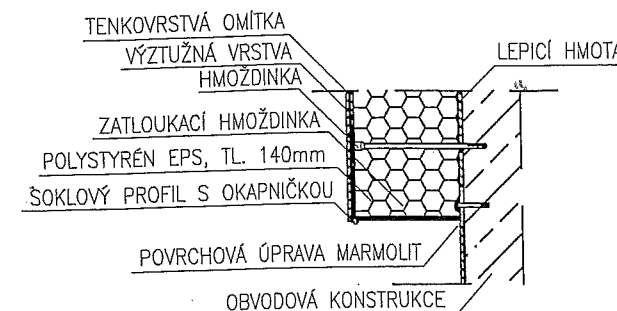 TENKOVRSTVÁ OMÍTKA
VÝZTUŽNÁ VRSTVA
LEPICÍ HMOTA
HMOŽDINKA
ZATLOUKACÍ HMOŽDINKA
POLYSTYRÉN EPS, TL. 140mm
SOKLOVÝ PROFIL S OKAPNIČKOU
POVRCHOVÁ ÚPRAVA MARMOLIT
OBVODOVÁ KONSTRUKCE